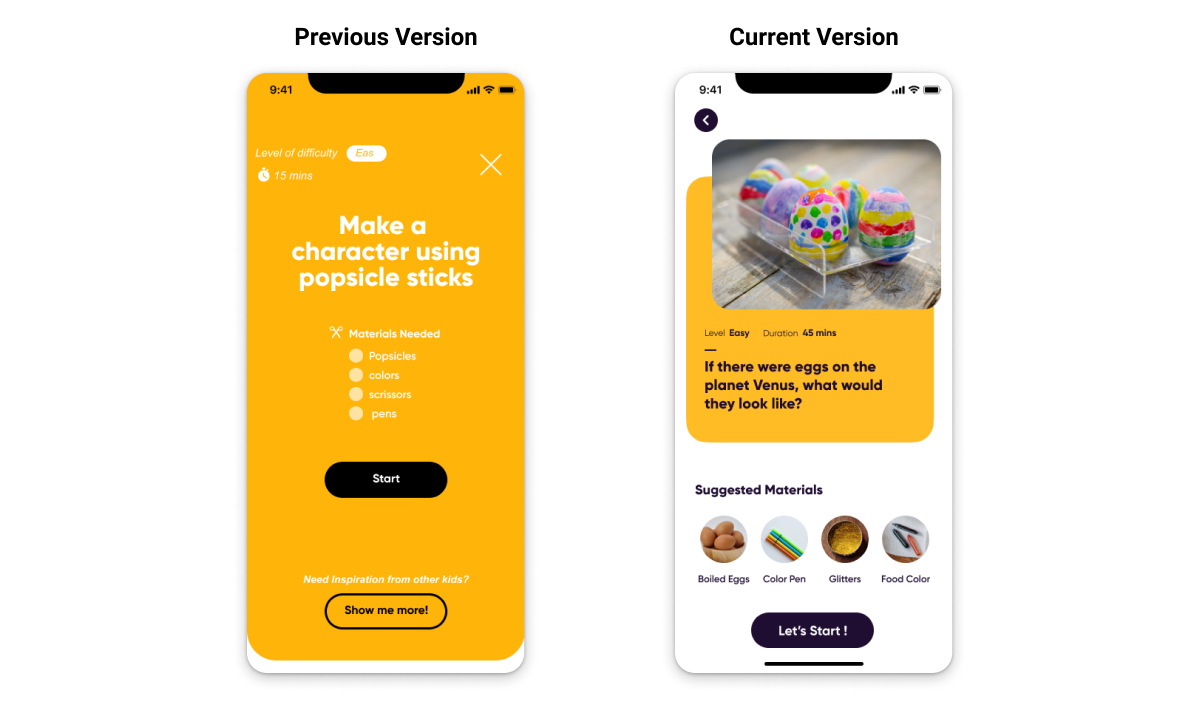 Previous Version
9:41
Level of difficulty Eas
15 mins
Make a
character using
popsicle sticks
Materials Needed
Popsicles
colors
scrissors
pens
Start
Need Inspiration from other kids?
Show me more!
Current Version
9:41
Level Easy Duration 45 mins
If there were eggs on the
planet Venus, what would
they look like?
Suggested Materials
Boiled Eggs Color Pen Glitters Food Color
Let's Start !